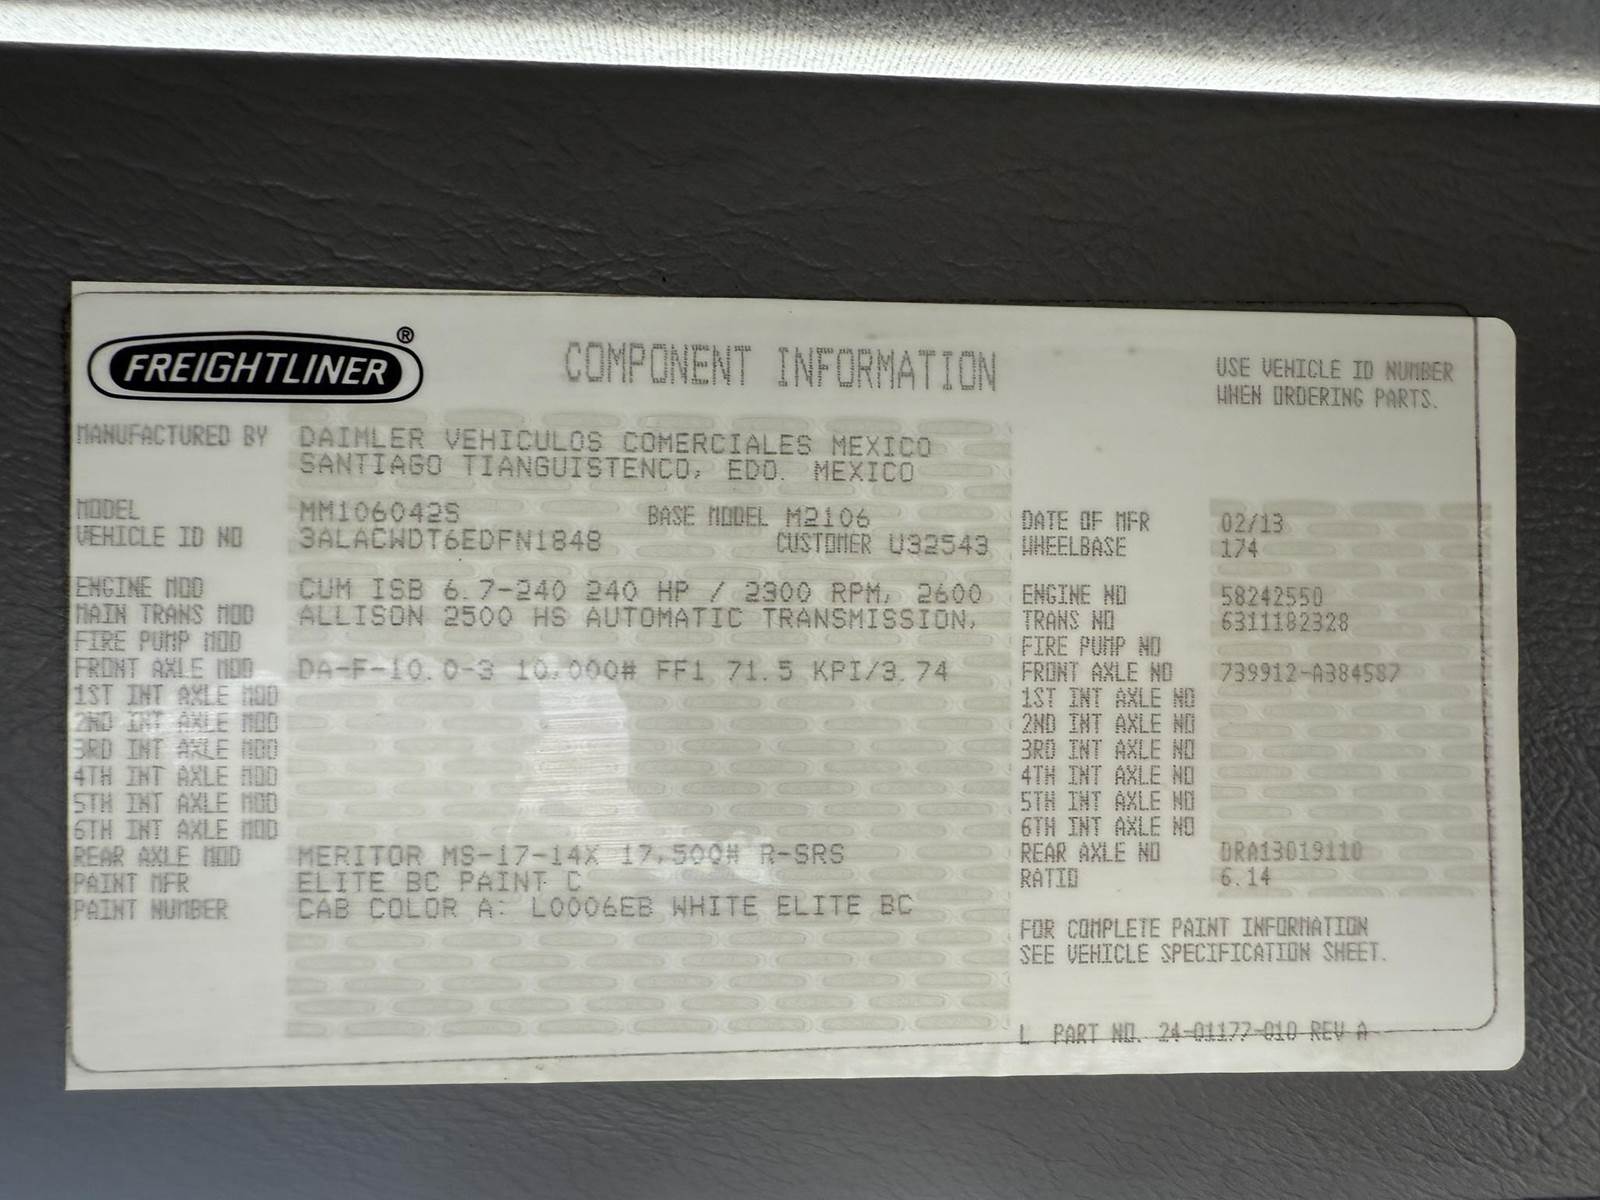 FREIGHTLINER®
COMPONENT INFORMATION
USE VEHICLE ID NUMBER
WHEN ORDERING PARTS.
MANUFACTURED BY DAIMLER VEHICULOS COMERCIALES MEXICO
SANTIAGO TIANGUISTENCO, EDO. MEXICO
MODEL MM106042S BASE MODEL M2106 DATE OF MFR 02/13
VEHICLE ID NO 3ALACWDT6EDFN1848 CUSTOMER U32543 WHEELBASE 174
ENGINE MOD CUM ISB 6.7-240 240 HP / 2300 RPM, 2600 ENGINE NO 58242550
MAIN TRANS MOD ALLISON 2500 HS AUTOMATIC TRANSMISSION, TRANS NO 6311182328
FIRE PUMP MOD FIRE PUMP NO
FRONT AXLE MOD DA-F-10.0-3 10,000# FF1 71.5 KPI/3.74 FRONT AXLE NO 739912-A384587
1ST INT AXLE MOD 1ST INT AXLE NO
2ND INT AXLE MOD 2ND INT AXLE NO
3RD INT AXLE MOD 3RD INT AXLE NO
4TH INT AXLE MOD 4TH INT AXLE NO
5TH INT AXLE MOD 5TH INT AXLE NO
6TH INT AXLE MOD 6TH INT AXLE NO
REAR AXLE MOD MERITOR MS-17-14X 17,500# R-SRS REAR AXLE NO DRA13019110
PAINT MFR ELITE BC PAINT C RATIO 6.14
PAINT NUMBER CAB COLOR A: L0006EB WHITE ELITE BC
FOR COMPLETE PAINT INFORMATION
SEE VEHICLE SPECIFICATION SHEET.
L PART NO. 24-01177-010 REV A